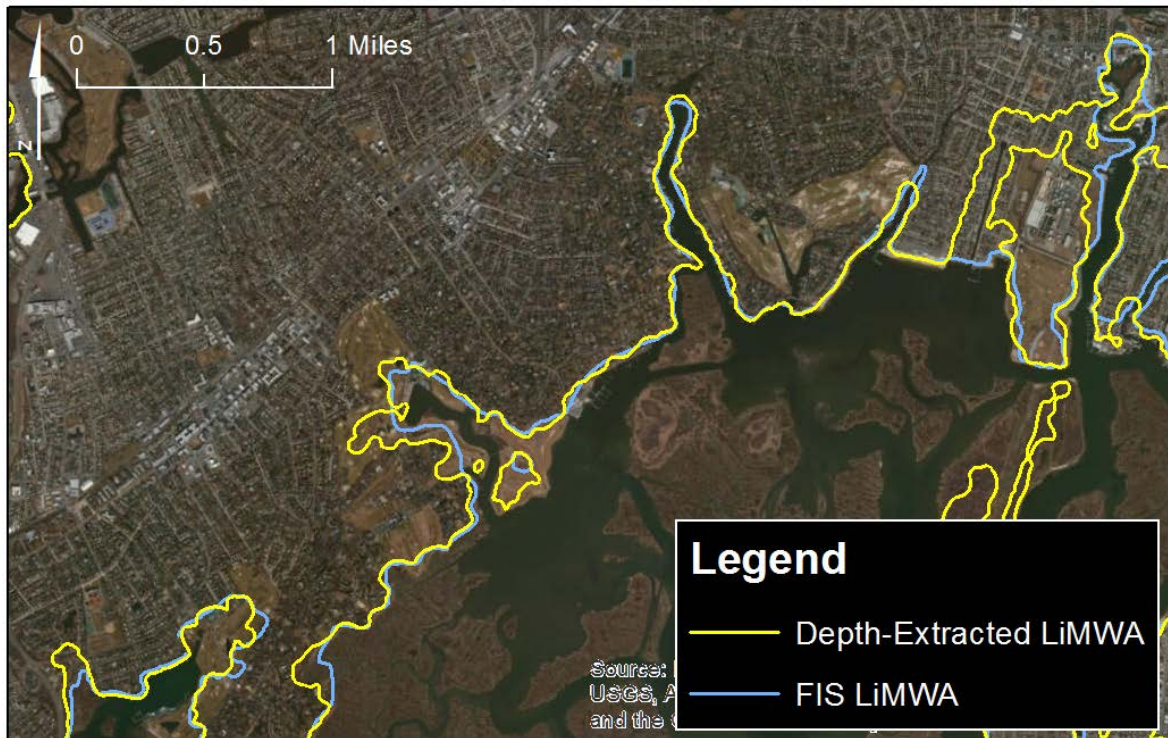 0 0.5 1 Miles
N
Legend
Depth-Extracted LiMWA
FIS LiMWA
Source:
USGS,
and the